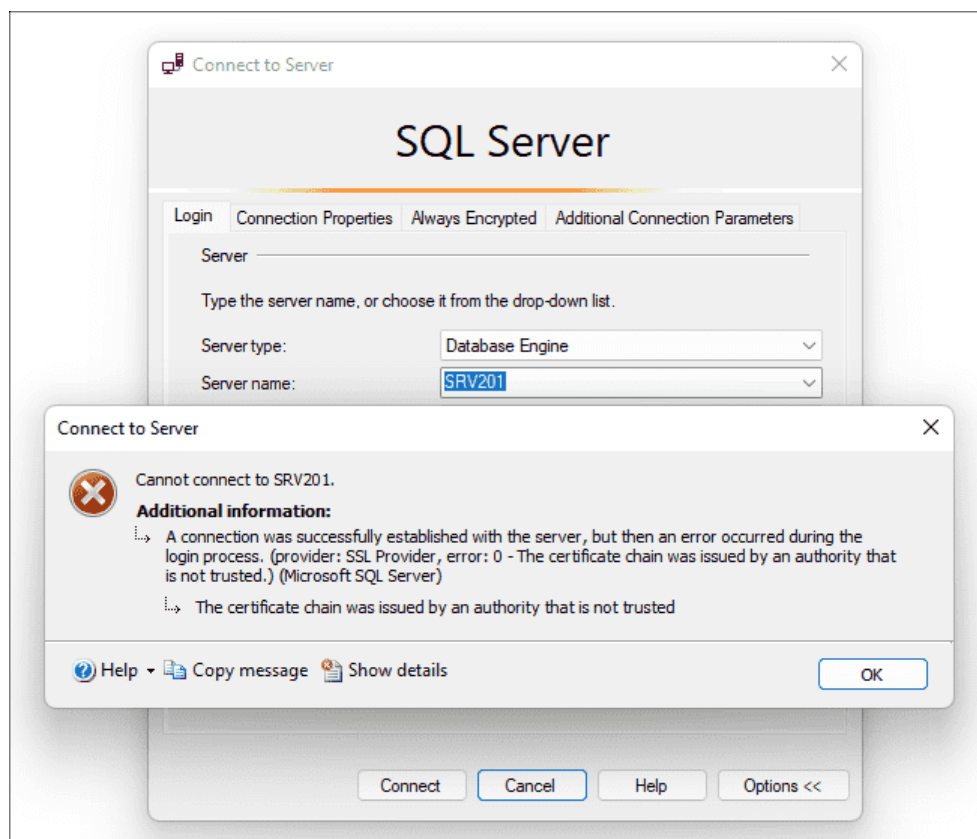 Connect to Server
SQL Server
Login
Connection Properties
Always Encrypted
Additional Connection Parameters
Server
Type the server name, or choose it from the drop-down list.
Server type:
Database Engine
Server name:
SRV201
Connect to Server
Cannot connect to SRV201.
Additional information:
A connection was successfully established with the server, but then an error occurred during the
login process. (provider: SSL Provider, error: 0 - The certificate chain was issued by an authority that
is not trusted.) (Microsoft SQL Server)
The certificate chain was issued by an authority that is not trusted
Help
Copy message
Show details
OK
Connect
Cancel
Help
Options <<